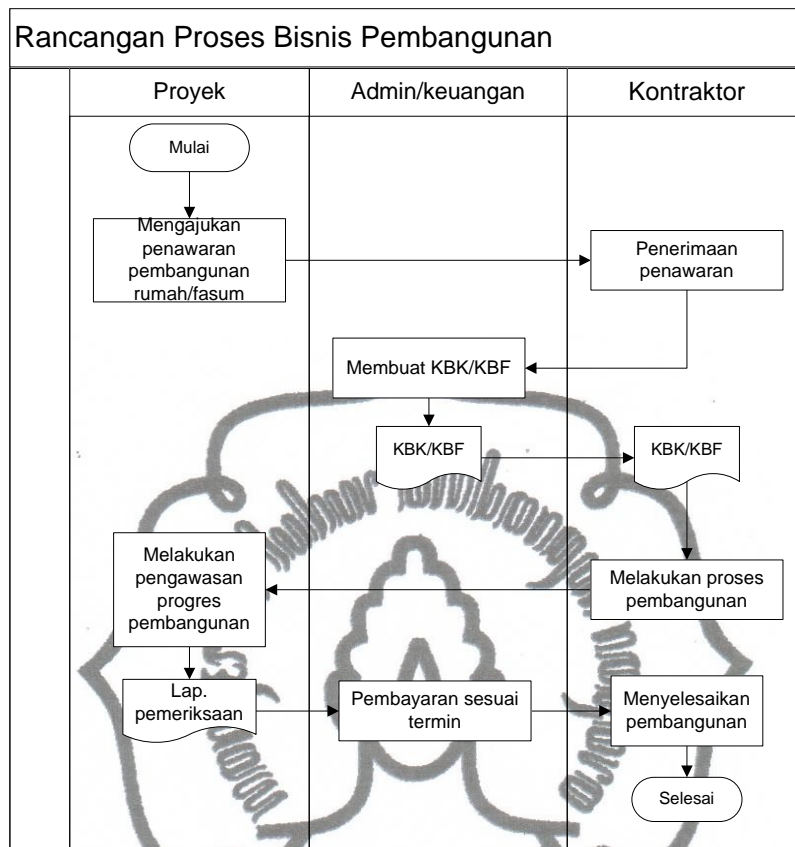 Rancangan Proses Bisnis Pembangunan
Proyek
Admin/keuangan
Kontraktor
Mulai
Mengajukan
penawaran
pembangunan
rumah/fasum
Penerimaan
penawaran
Membuat KBK/KBF
KBK/KBF
KBK/KBF
Melakukan
pengawasan
progres
pembangunan
Melakukan proses
pembangunan
Lap.
pemeriksaan
Pembayaran sesuai
termin
Menyelesaikan
pembangunan
Selesai